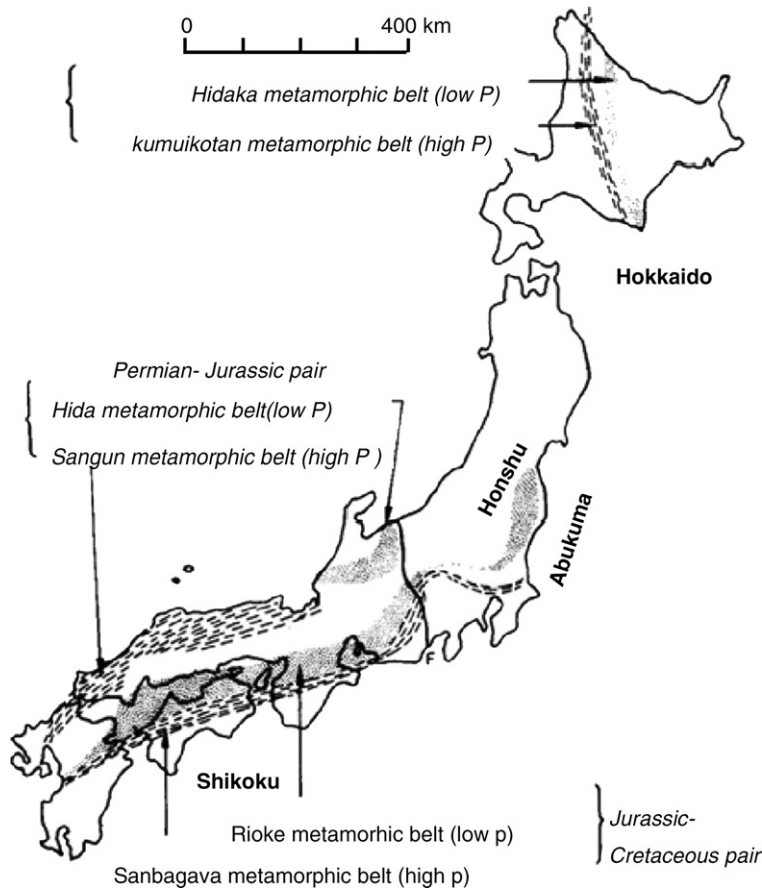 0 400 km
Hidaka metamorphic belt (low P)
kumuikotan metamorphic belt (high P)
Hokkaido
Permian- Jurassic pair
Hida metamorphic belt(low P)
Sangun metamorphic belt (high P )
Honshu
Abukuma
F
Shikoku
Rioke metamorhic belt (low p)
Sanbagava metamorphic belt (high p)
Jurassic-
Cretaceous pair